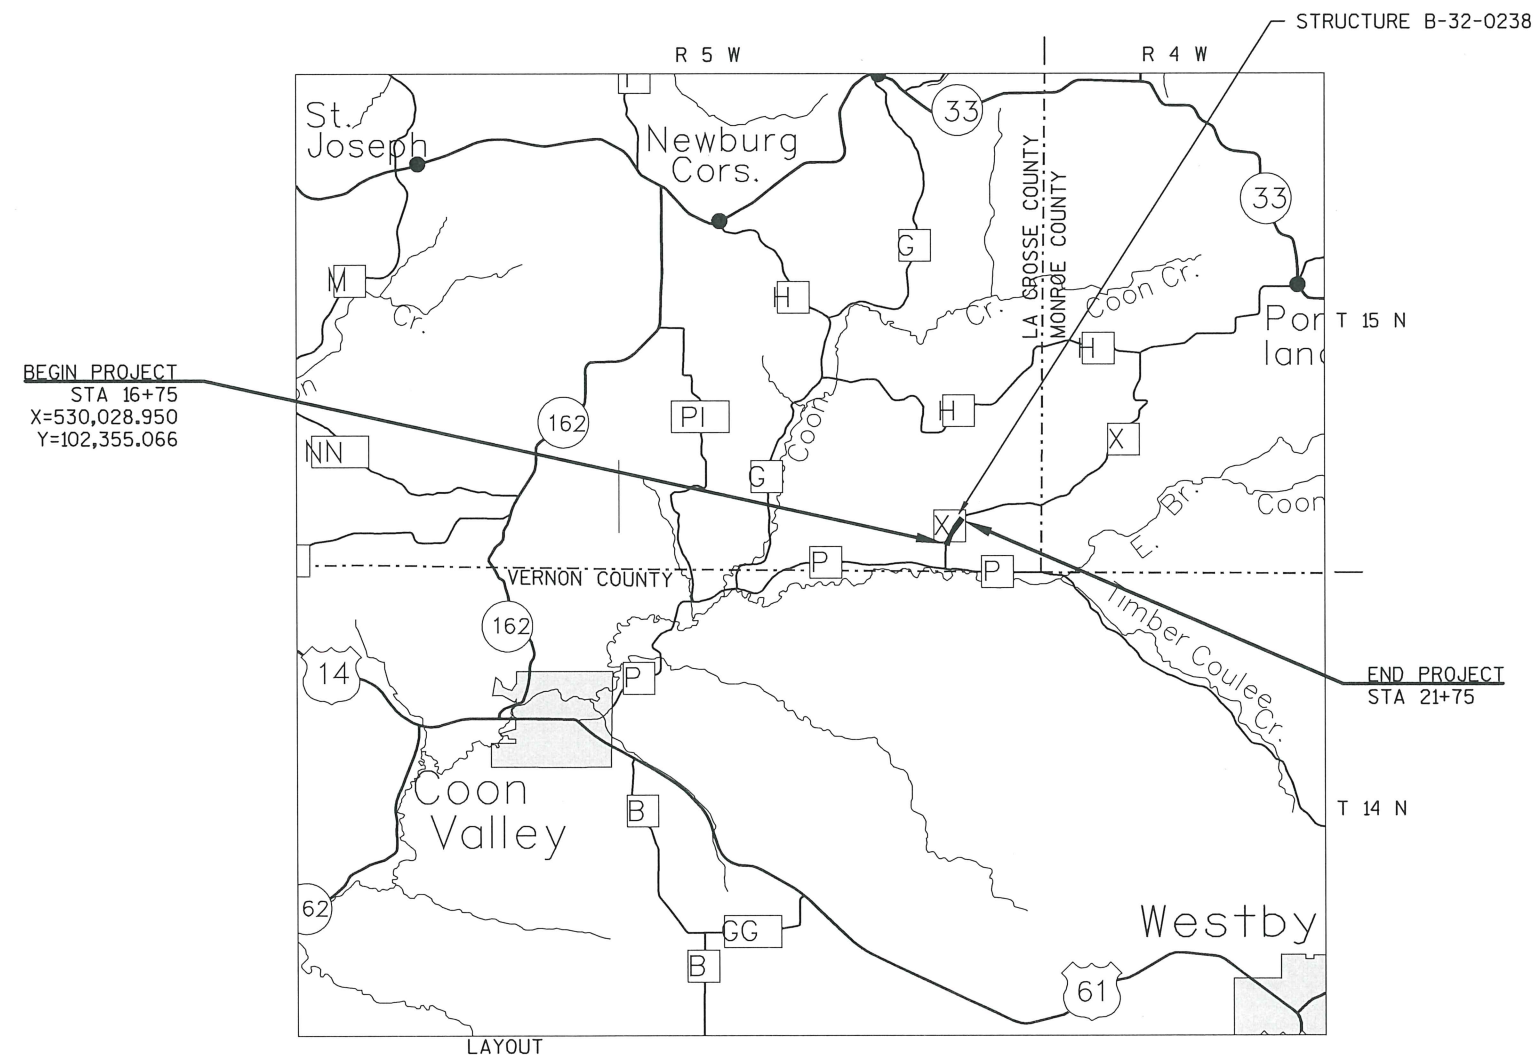 STRUCTURE B-32-0238
R 5 W
R 4 W
St.
Joseph
Newburg
Cors.
33
33
LA CROSSE COUNTY
MONROE COUNTY
G
M
H
Cr.
Cr.
Coon Cr.
Port
land
T 15 N
H
BEGIN PROJECT
STA 16+75
X=530,028.950
Y=102,355.066
162
PI
H
Coon
X
NN
G
Br.
Coon
E.
X
P
P
VERNON COUNTY
Timber Coulee Cr.
162
14
P
END PROJECT
STA 21+75
Coon
Valley
B
T 14 N
62
GG
Westby
B
61
LAYOUT